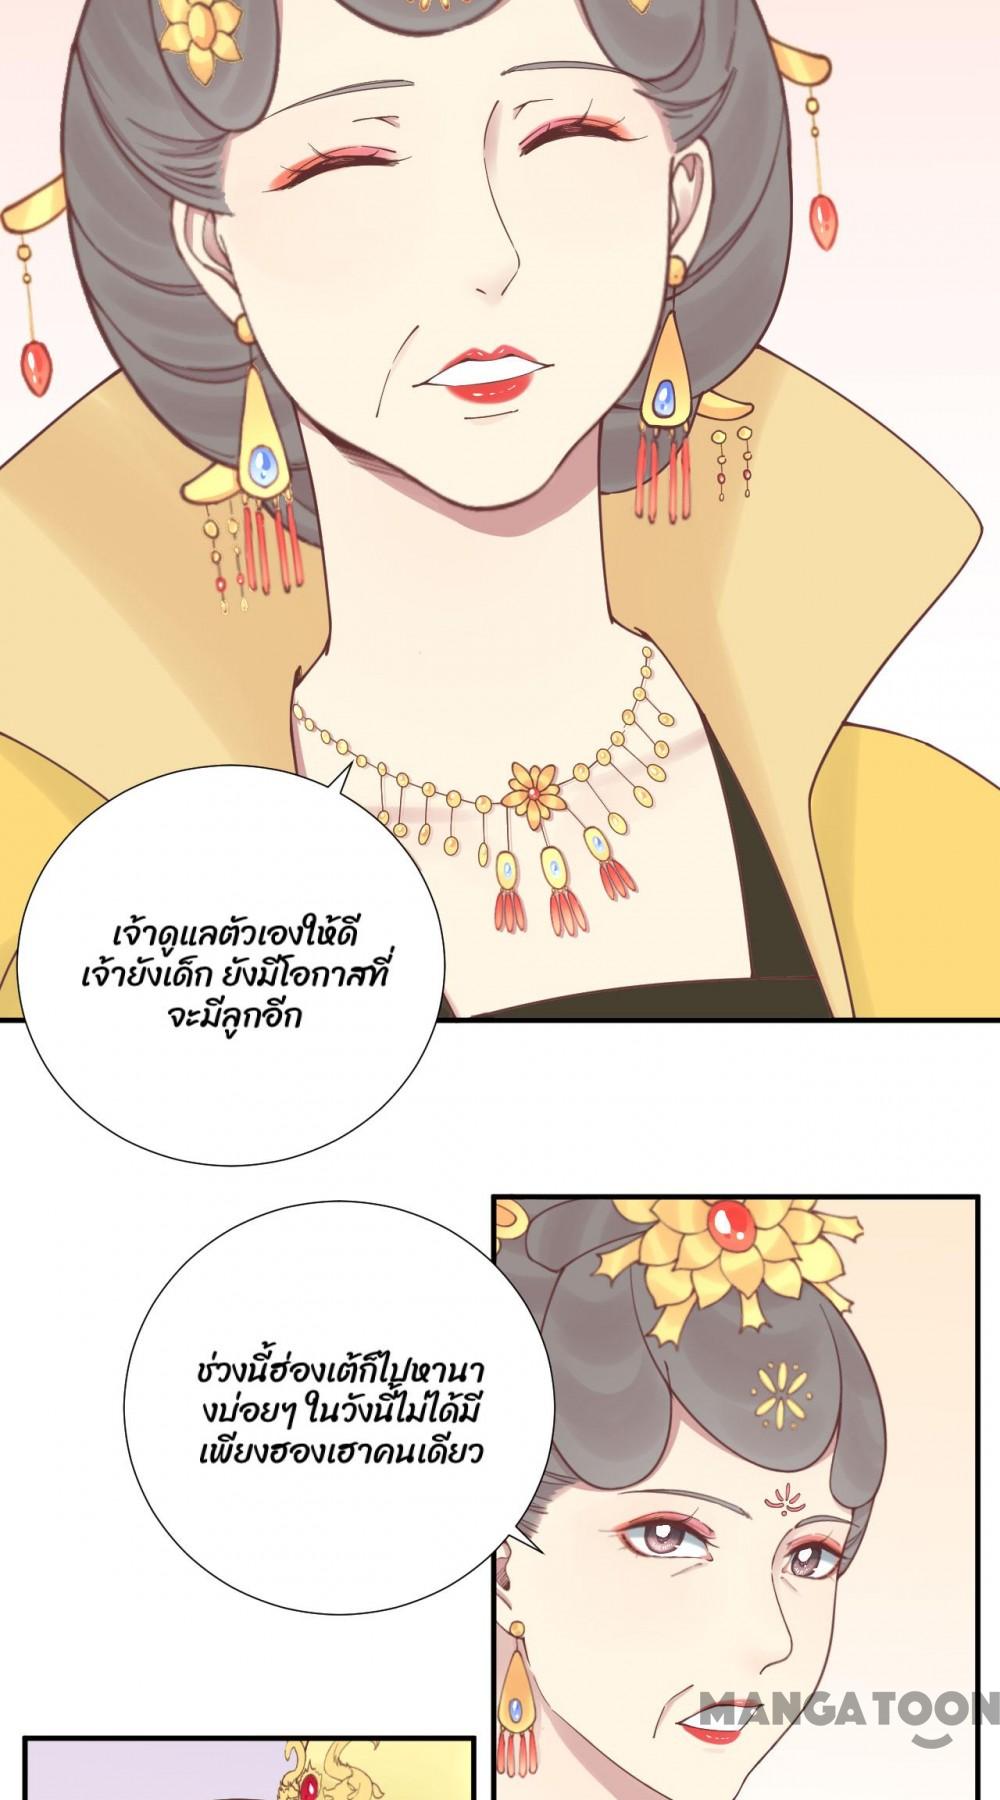 เจ้าดูแลตัวเองให้ดี
เจ้ายังเด็ก ยังมีโอกาสที่
จะมีลูกอีก
ช่วงนี้ฮ่องเต้ก็ไปหานา
งบ่อยๆ ในวังนี้ไม่ได้มี
เพียงฮองเฮาคนเดียว
MANGATOON